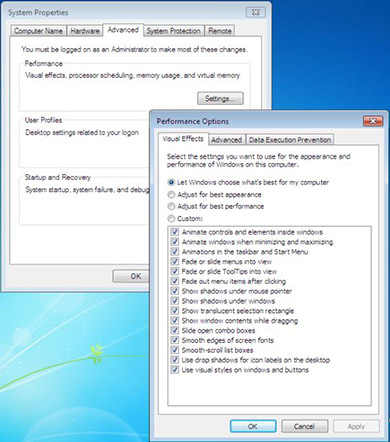 System Properties
Computer Name
Hardware
Advanced
System Protection
Remote
You must be logged on as an Administrator to make most of these changes.
Performance
Visual effects, processor scheduling, memory usage, and virtual memory
Settings...
User Profiles
Desktop settings related to your logon
Startup and Recovery
System startup, system failure, and debug
OK
Performance Options
Visual Effects
Advanced
Data Execution Prevention
Select the settings you want to use for the appearance and
performance of Windows on this computer.
Let Windows choose what's best for my computer
Adjust for best appearance
Adjust for best performance
Custom:
Animate controls and elements inside windows
Animate windows when minimizing and maximizing
Animations in the taskbar and Start Menu
Fade or slide menus into view
Fade or slide ToolTips into view
Fade out menu items after clicking
Show shadows under mouse pointer
Show shadows under windows
Show translucent selection rectangle
Show window contents while dragging
Slide open combo boxes
Smooth edges of screen fonts
Smooth-scroll list boxes
Use drop shadows for icon labels on the desktop
Use visual styles on windows and buttons
OK
Cancel
Apply